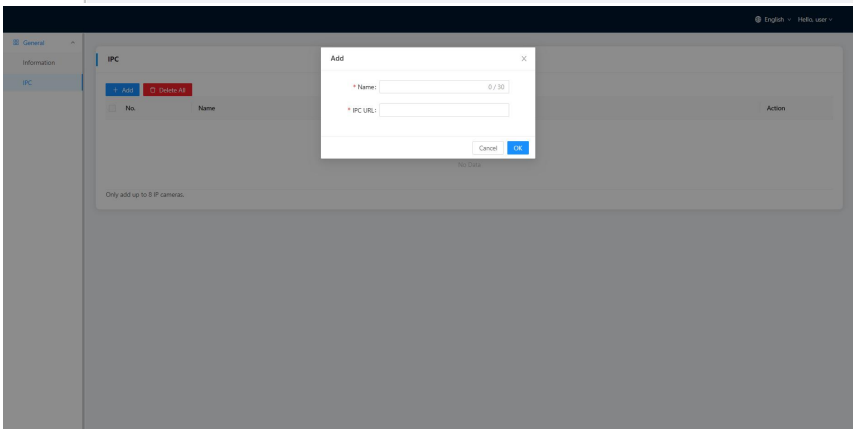 English Hello, user
General
Information
IPC
IPC
+ Add Delete All
No. Name Action
No Data
Only add up to 8 IP cameras.
Add X
* Name: 0 / 30
* IPC URL:
Cancel OK